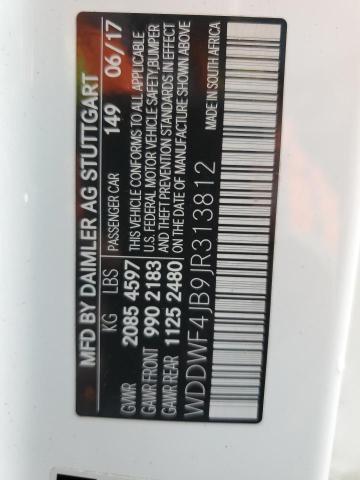 MFD BY DAIMLER AG STUTTGART
PASSENGER CAR 149 06/17
KG LBS
GVWR 2085 4597
GAWR FRONT 990 2183
GAWR REAR 1125 2480
THIS VEHICLE CONFORMS TO ALL APPLICABLE
U.S. FEDERAL MOTOR VEHICLE SAFETY, BUMPER
AND THEFT PREVENTION STANDARDS IN EFFECT
ON THE DATE OF MANUFACTURE SHOWN ABOVE
WDDWF4JB9JR313812
MADE IN SOUTH AFRICA